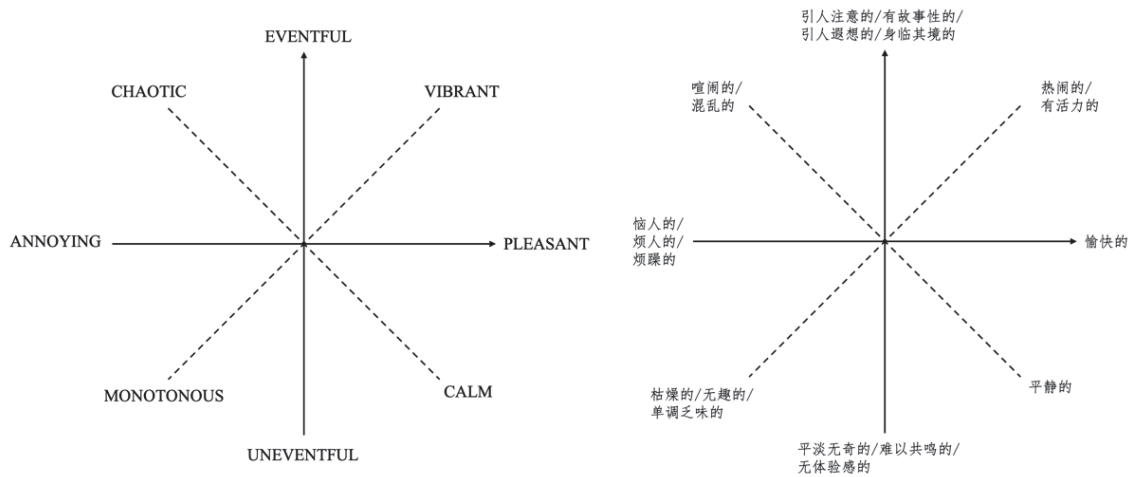 EVENTFUL
CHAOTIC
VIBRANT
ANNOYING
PLEASANT
MONOTONOUS
CALM
UNEVENTFUL
引人注意的/有故事性的/
引人遐想的/身临其境的
喧闹的/
混乱的
热闹的/
有活力的
恼人的/
烦人的/
烦躁的
愉快的
枯燥的/无趣的/
单调乏味的
平静的
平淡无奇的/难以共鸣的/
无体验感的